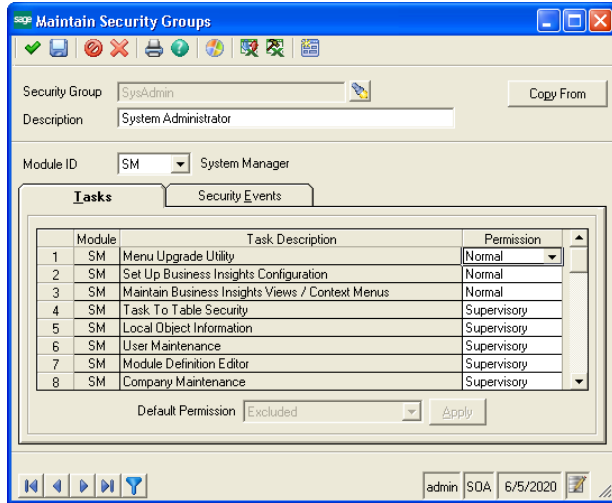 sage Maintain Security Groups
Security Group SysAdmin Copy From
Description System Administrator
Module ID SM System Manager
Tasks Security Events
Module Task Description Permission
1 SM Menu Upgrade Utility Normal
2 SM Set Up Business Insights Configuration Normal
3 SM Maintain Business Insights Views / Context Menus Normal
4 SM Task To Table Security Supervisory
5 SM Local Object Information Supervisory
6 SM User Maintenance Supervisory
7 SM Module Definition Editor Supervisory
8 SM Company Maintenance Supervisory
Default Permission Excluded Apply
admin SOA 6/5/2020